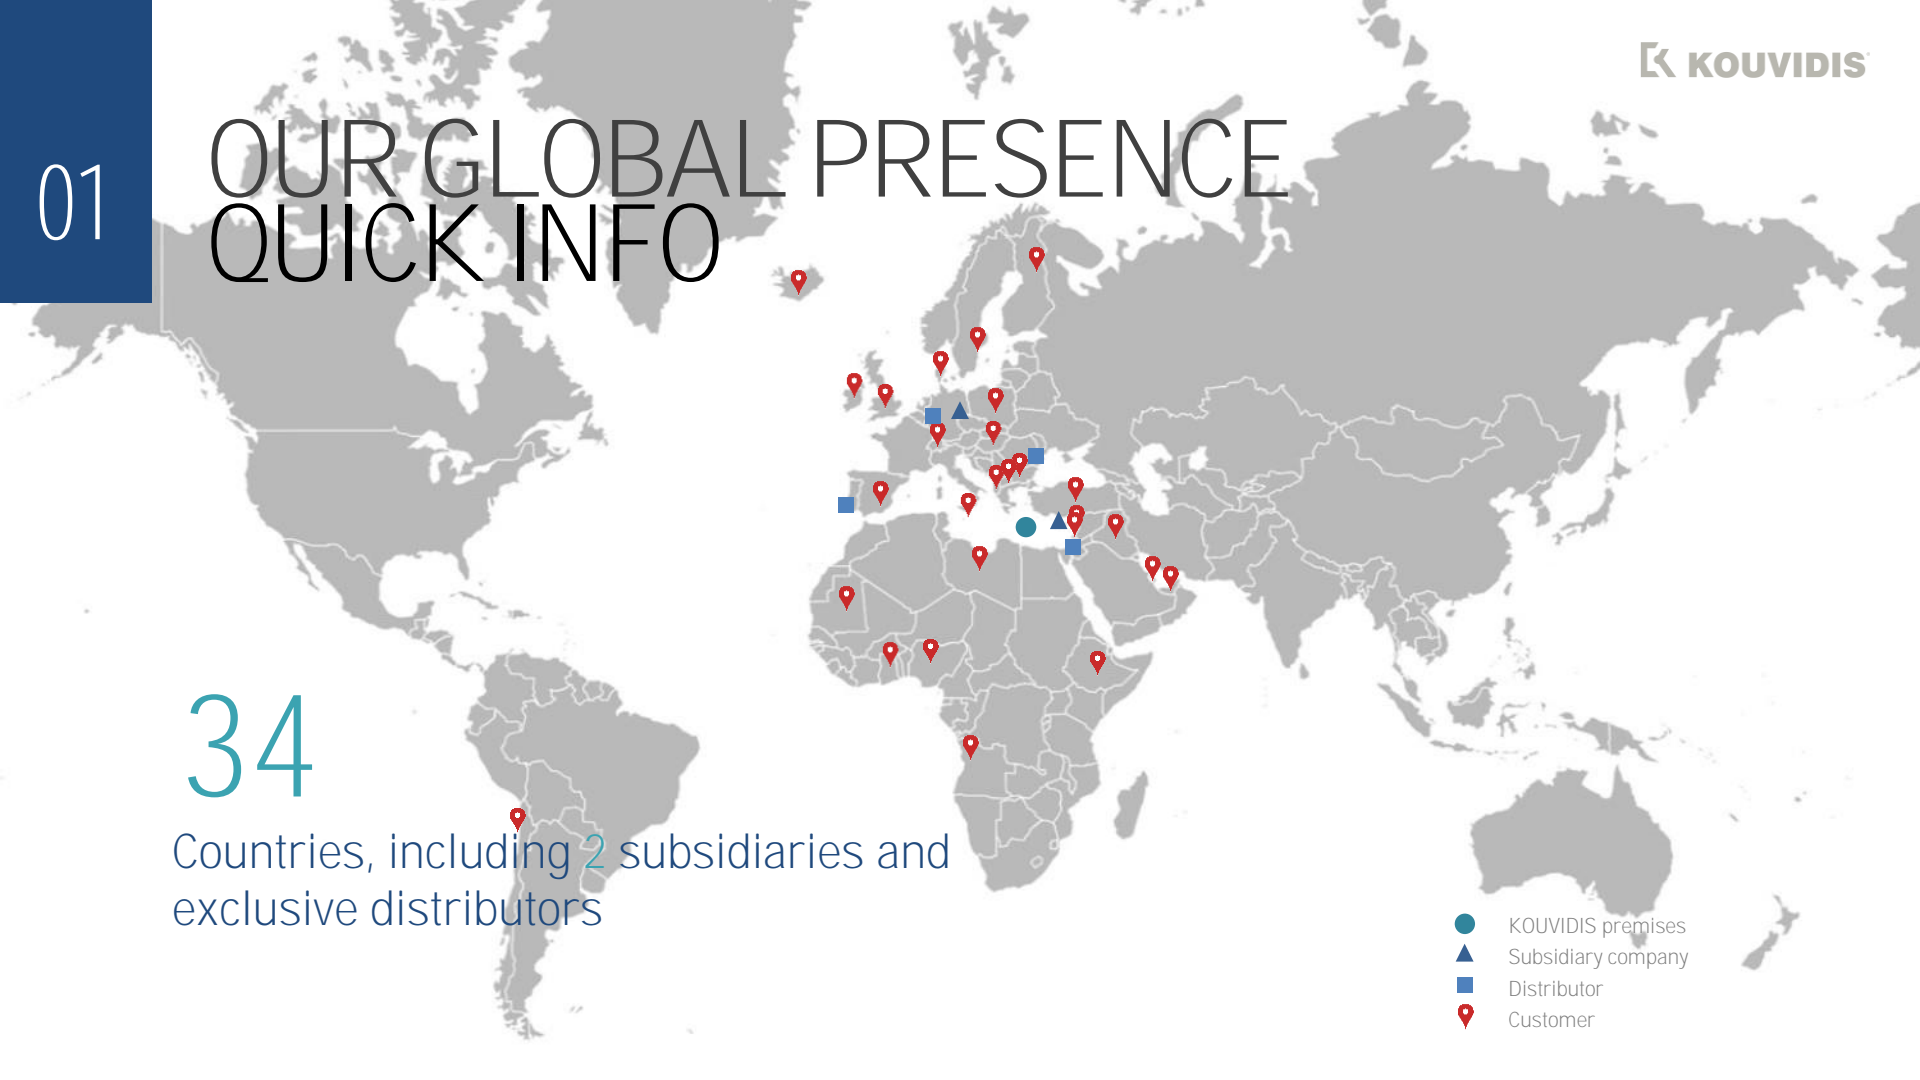 KOUVIDIS
01
OUR GLOBAL PRESENCE
QUICK INFO
34
Countries, including 2 subsidiaries and
exclusive distributors
KOUVIDIS premises
Subsidiary company
Distributor
Customer